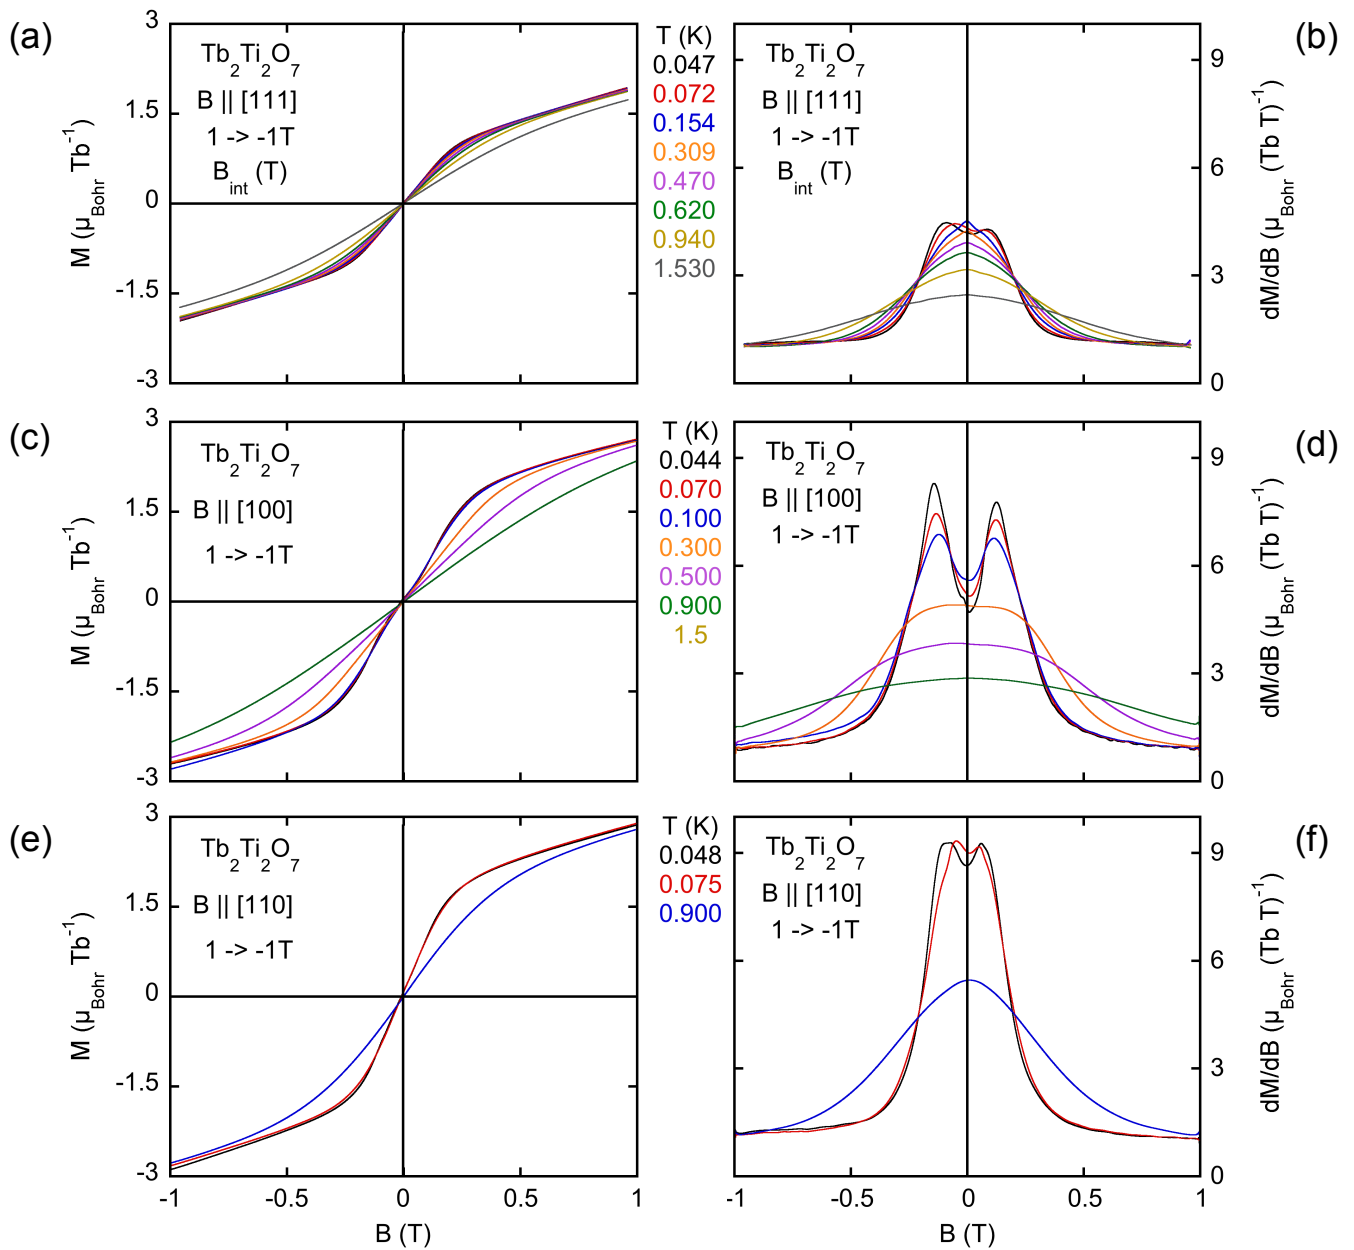 (a)
3
1.5
0
-1.5
-3
M (μBohr Tb-1)
Tb2Ti2O7
B || [111]
1 -> -1T
Bint (T)
T (K)
0.047
0.072
0.154
0.309
0.470
0.620
0.940
1.530
(b)
Tb2Ti2O7
B || [111]
1 -> -1T
Bint (T)
9
6
3
0
dM/dB (μBohr (Tb T)-1)
(c)
3
1.5
0
-1.5
-3
M (μBohr Tb-1)
Tb2Ti2O7
B || [100]
1 -> -1T
T (K)
0.044
0.070
0.100
0.300
0.500
0.900
1.5
(d)
Tb2Ti2O7
B || [100]
1 -> -1T
9
6
3
0
dM/dB (μBohr (Tb T)-1)
(e)
3
1.5
0
-1.5
-3
M (μBohr Tb-1)
Tb2Ti2O7
B || [110]
1 -> -1T
-1 -0.5 0 0.5 1
B (T)
T (K)
0.048
0.075
0.900
(f)
Tb2Ti2O7
B || [110]
1 -> -1T
9
6
3
0
dM/dB (μBohr (Tb T)-1)
-1 -0.5 0 0.5 1
B (T)